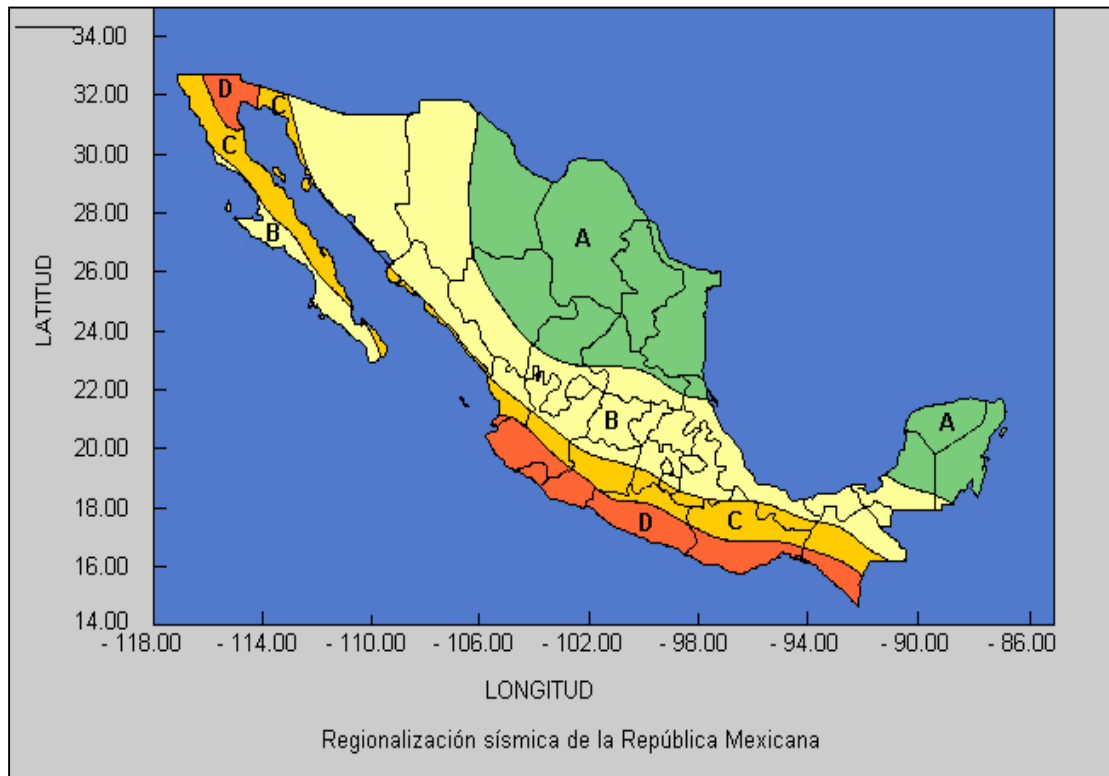 34.00
32.00
30.00
28.00
26.00
24.00
22.00
20.00
18.00
16.00
14.00
LATITUD
D
C
C
B
A
B
A
D
C
- 118.00 - 114.00 - 110.00 - 106.00 - 102.00 - 98.00 - 94.00 - 90.00 - 86.00
LONGITUD
Regionalización sísmica de la República Mexicana